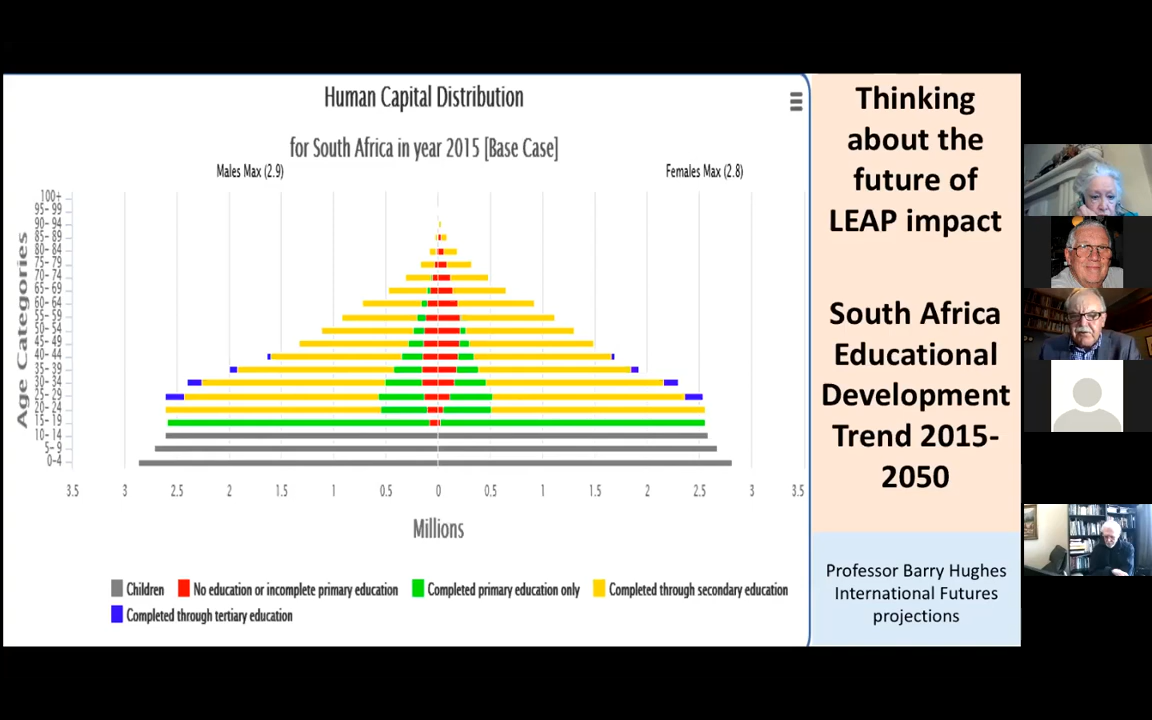 Human Capital Distribution
for South Africa in year 2015 [Base Case]
Males Max (2.9)
Females Max (2.8)
Age Categories
100+
95- 99
90- 94
85- 89
80- 84
75- 79
70- 74
65- 69
60- 64
55- 59
50- 54
45- 49
40- 44
35- 39
30- 34
25- 29
20- 24
15- 19
10- 14
5- 9
0-4
3.5 3 2.5 2 1.5 1 0.5 0 0.5 1 1.5 2 2.5 3 3.5
Millions
Children No education or incomplete primary education Completed primary education only Completed through secondary education
Completed through tertiary education
Thinking
about the
future of
LEAP impact
South Africa
Educational
Development
Trend 2015-
2050
Professor Barry Hughes
International Futures
projections